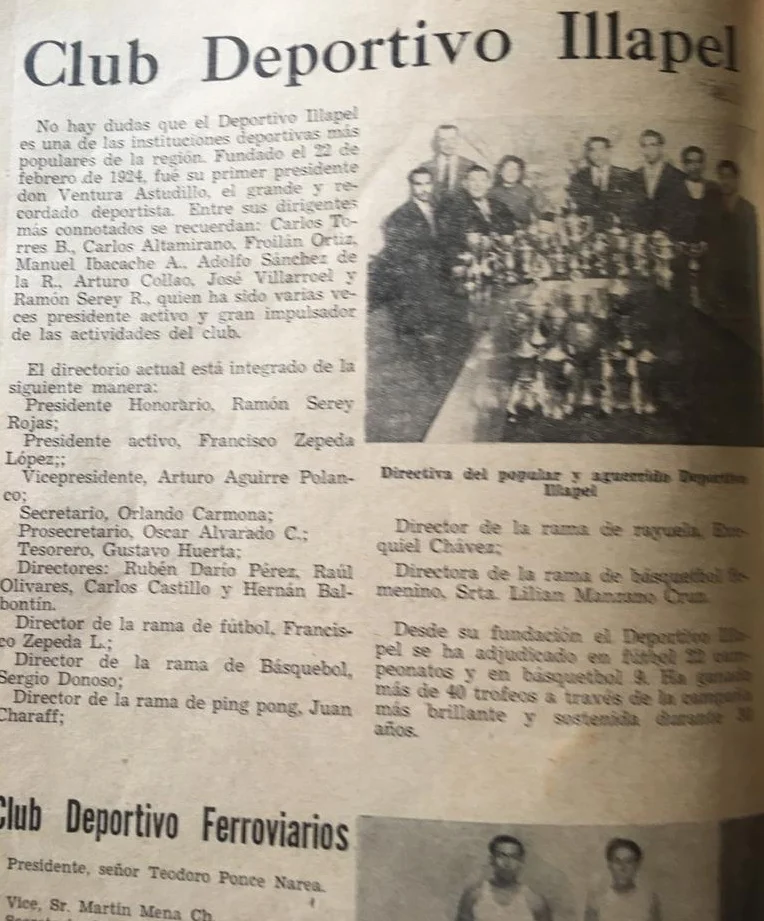 Club Deportivo Illapel
No hay dudas que el Deportivo Illapel
es una de las instituciones deportivas más
populares de la región. Fundado el 22 de
febrero de 1924, fué su primer presidente
don Ventura Astudillo, el grande y re-
cordado deportista. Entre sus dirigentes
más connotados se recuerdan: Carlos To-
rres B., Carlos Altamirano, Froilán Ortiz,
Manuel Ibacache A., Adolfo Sánchez de
la R., Arturo Collao, José Villarroel y
Ramón Serey R., quien ha sido varias ve-
ces presidente activo y gran impulsador
de las actividades del club.
El directorio actual está integrado de la
siguiente manera:
Presidente Honorario, Ramón Serey
Rojas;
Presidente activo, Francisco Zepeda
López;;
Vicepresidente, Arturo Aguirre Polan-
co;
Secretario, Orlando Carmona;
Prosecretario, Oscar Alvarado C.;
Tesorero, Gustavo Huerta;
Directores: Rubén Darío Pérez, Raúl
Olivares, Carlos Castillo y Hernán Bal-
bontín.
Director de la rama de fútbol, Francis-
co Zepeda L.;
Director de la rama de Básquebol,
Sergio Donoso;
Director de la rama de ping pong, Juan
Charaff;
Directiva del popular y aguerrido Deportivo
Illapel
Director de la rama de rayuela,
quiel Chávez;
Directora de la rama de básquetbol fe-
menino, Srta. Lilian Manzano Cruz.
Desde su fundación el Deportivo Illa-
pel se ha adjudicado en fútbol 22 cam-
peonatos y en básquetbol 9. Ha ganado
más de 40 trofeos a través de la campaña
más brillante y sostenida durante
años.
Club Deportivo Ferroviarios
Presidente, señor Teodoro Ponce Narea.
Vice, Sr. Martín Mena Ch